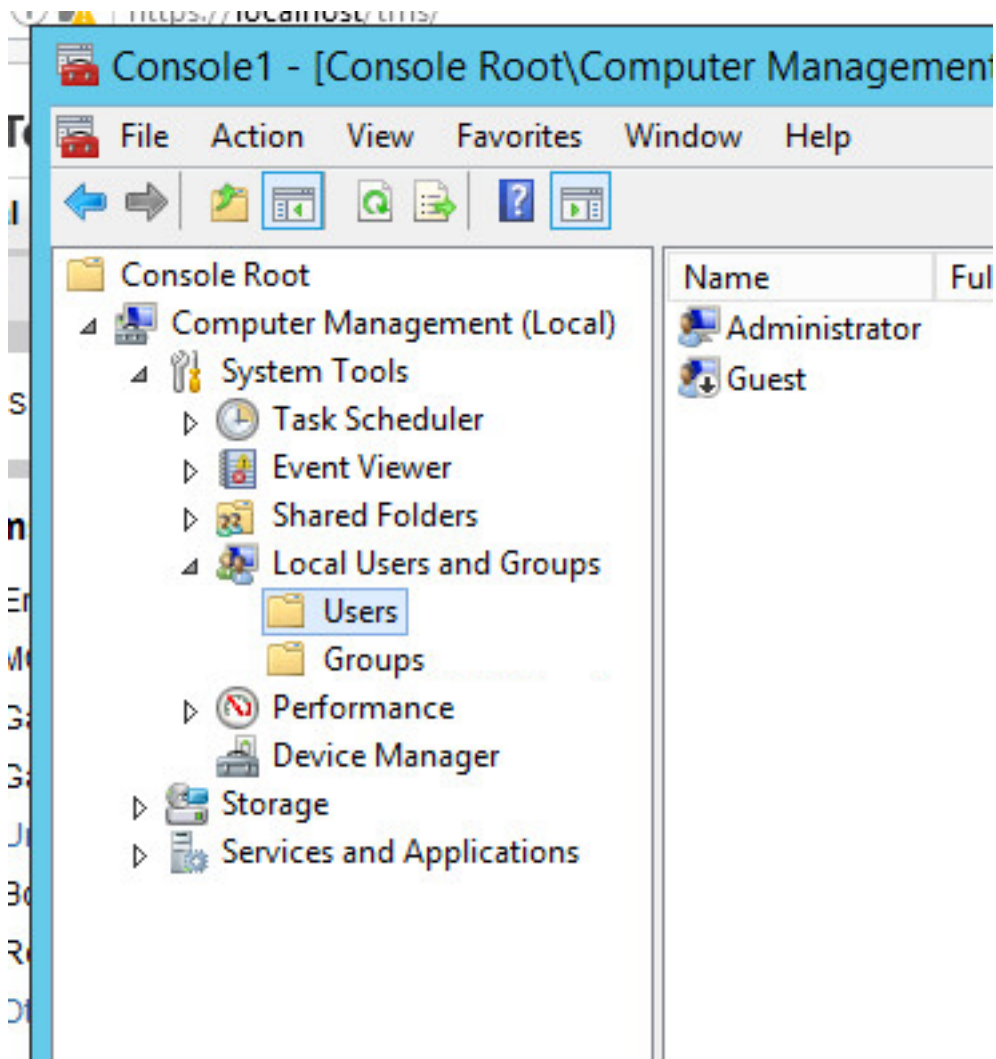 https://localhost/tms/
Console1 - [Console Root\Computer Management
File Action View Favorites Window Help
Console Root
Computer Management (Local)
System Tools
Task Scheduler
Event Viewer
Shared Folders
Local Users and Groups
Users
Groups
Performance
Device Manager
Storage
Services and Applications
Name Ful
Administrator
Guest